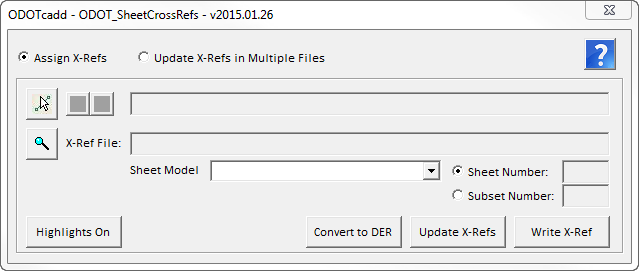 ODOTcadd - ODOT_SheetCrossRefs - v2015.01.26
Assign X-Refs
Update X-Refs in Multiple Files
?
X-Ref File:
Sheet Model
Sheet Number:
Subset Number:
Highlights On
Convert to DER
Update X-Refs
Write X-Ref